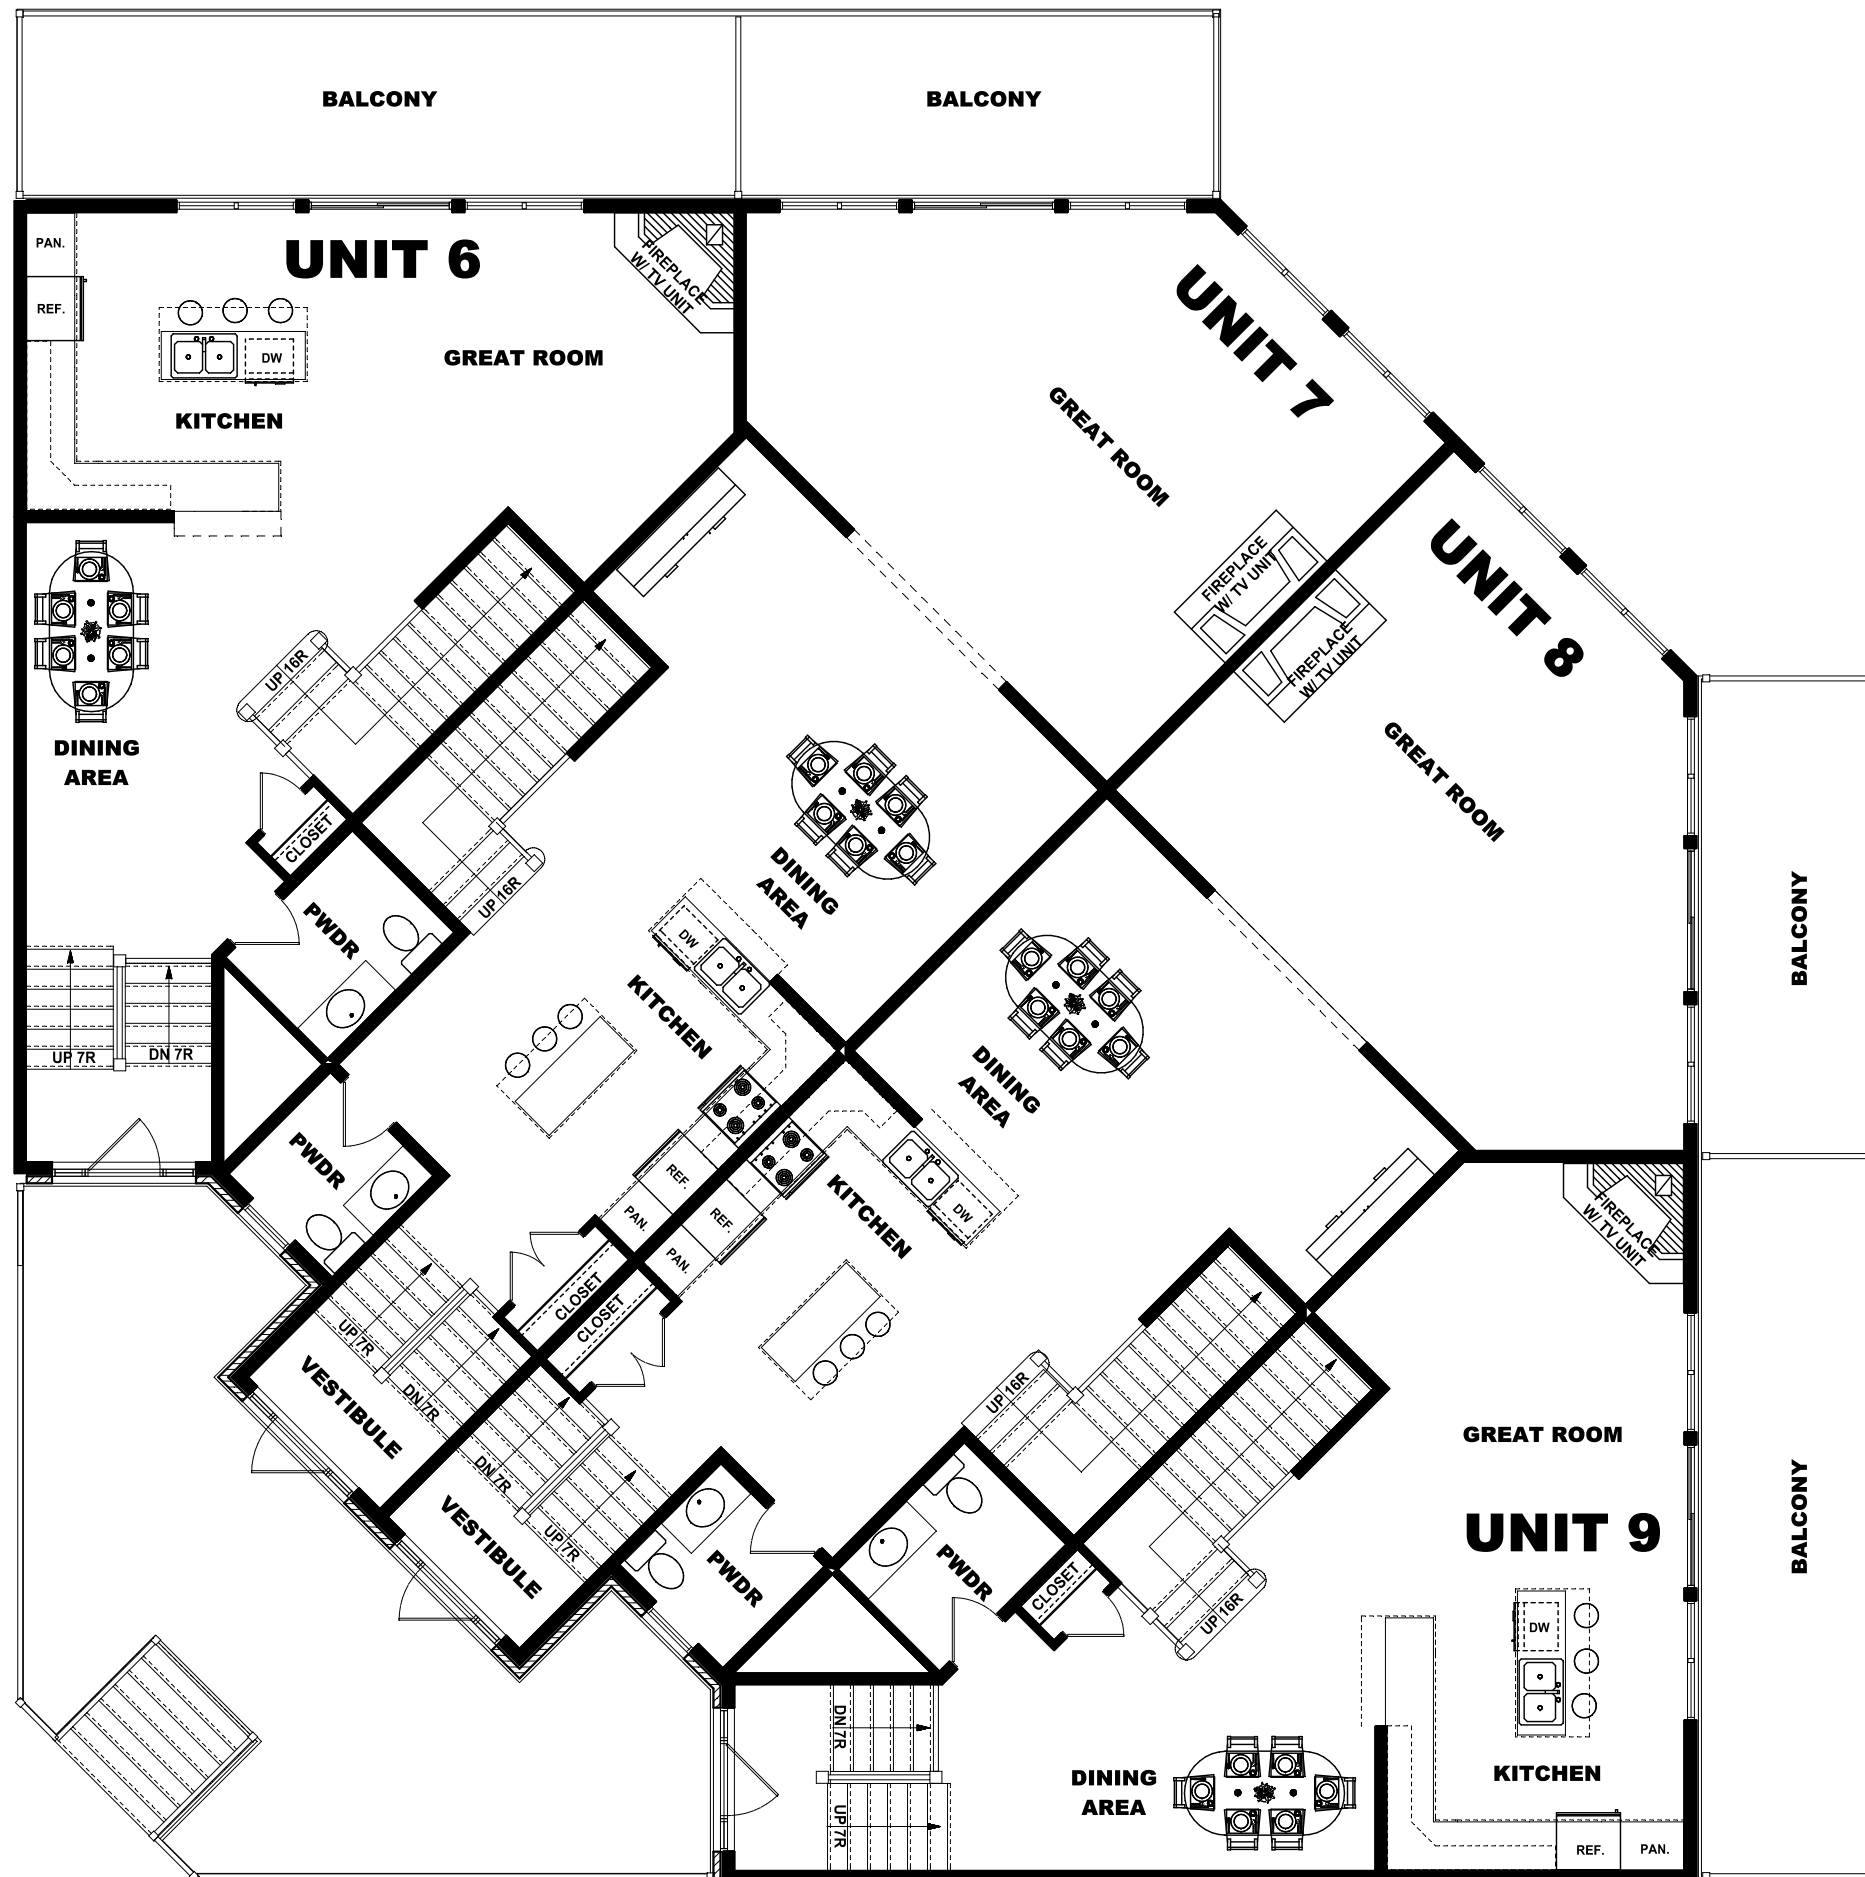 BALCONY
BALCONY
PAN.
UNIT 6
FIREPLACE
W/ TV UNIT
REF.
DW
GREAT ROOM
KITCHEN
UNIT 7
GREAT ROOM
FIREPLACE
W/ TV UNIT
FIREPLACE
W/ TV UNIT
UNIT 8
GREAT ROOM
BALCONY
UP 16R
DINING
AREA
CLOSET
UP 16R
PWDR
DINING
AREA
DW
KITCHEN
UP 7R
DN 7R
DINING
AREA
PWDR
REF.
PAN.
REF.
PAN.
KITCHEN
DW
CLOSET
CLOSET
UP 7R
DN 7R
VESTIBULE
DN 7R
UP 7R
VESTIBULE
PWDR
UP 16R
PWDR
CLOSET
UP 16R
FIREPLACE
W/ TV UNIT
GREAT ROOM
BALCONY
UNIT 9
DW
KITCHEN
DN 7R
UP 7R
DINING
AREA
REF.
PAN.